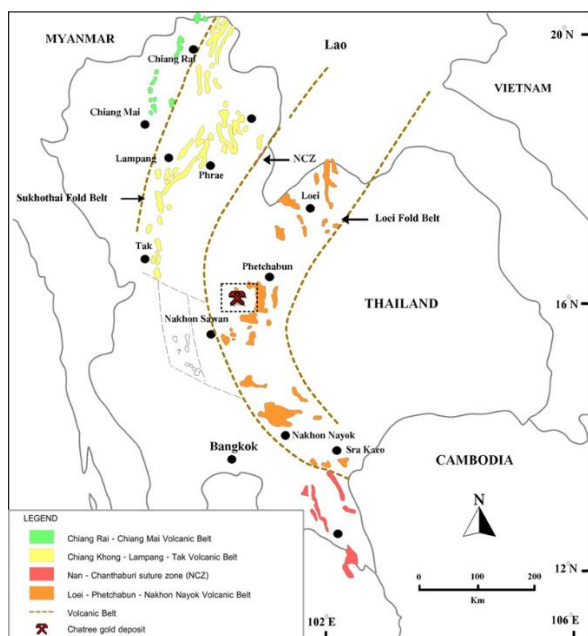 MYANMAR
20 N
Lao
Chiang Rai
VIETNAM
Chiang Mai
Lampang
NCZ
Phrae
Sukhothai Fold Belt
Loei
Loei Fold Belt
Tak
Phetchabun
THAILAND
16 N
Nakhon Sawan
?
Nakhon Nayok
Bangkok
Sra Kaeo
CAMBODIA
N
LEGEND
Chiang Rai - Chiang Mai Volcanic Belt
Chiang Khong - Lampang - Tak Volcanic Belt
Nan - Chanthaburi suture zone (NCZ)
Loei - Phetchabun - Nakhon Nayok Volcanic Belt
Volcanic Belt
Chatree gold deposit
12 N
0 100 200
Km
102 E
106 E